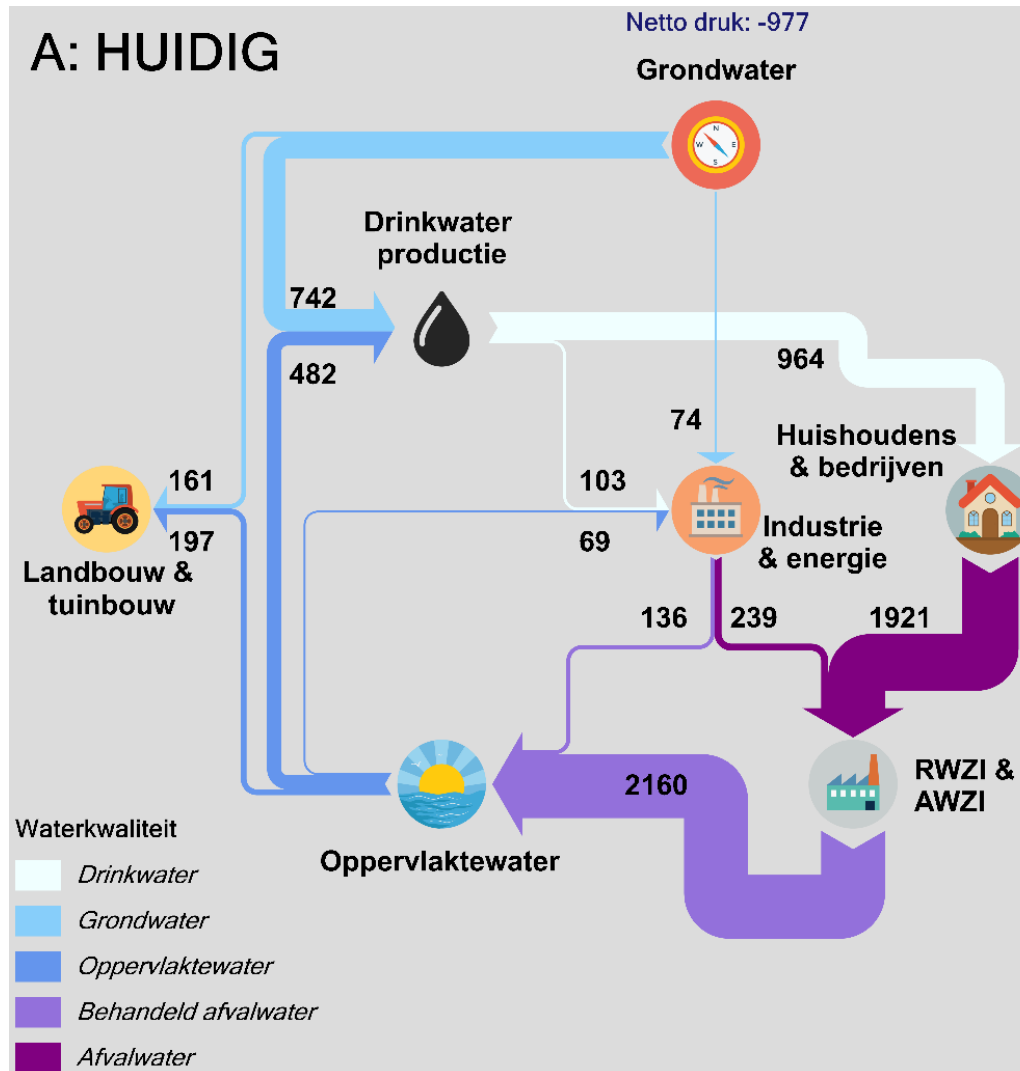 Netto druk: -977
A: HUIDIG
Grondwater
N
W E
S
Drinkwater
productie
742
482
964
74
Huishoudens
& bedrijven
161
197
103
69
Industrie
& energie
Landbouw &
tuinbouw
136
239
1921
2160
RWZI &
AWZI
Oppervlaktewater
Waterkwaliteit
Drinkwater
Grondwater
Oppervlaktewater
Behandeld afvalwater
Afvalwater